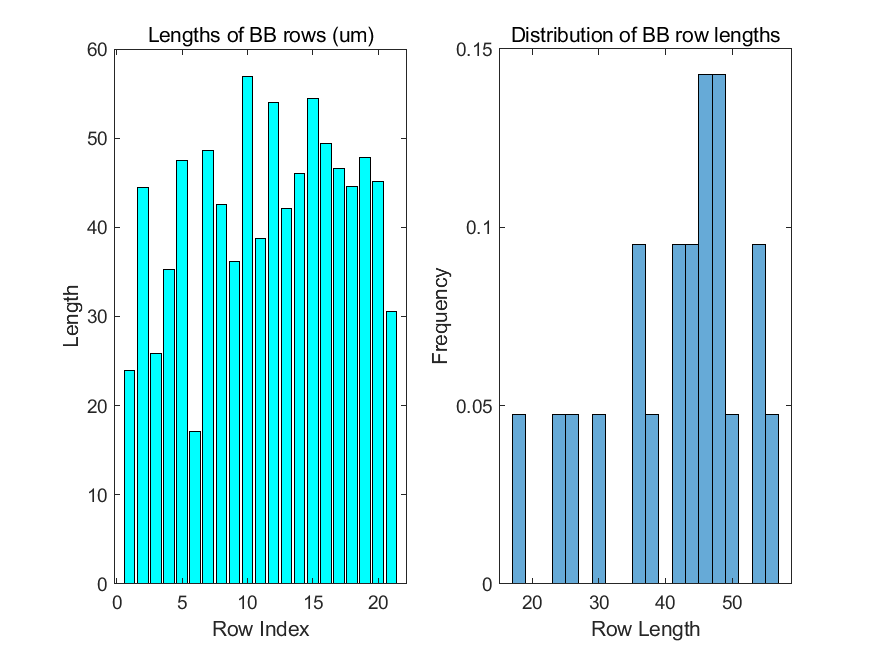 Lengths of BB rows (um)
60
50
40
30
20
10
0
Length
0 5 10 15 20
Row Index
Distribution of BB row lengths
0.15
0.1
0.05
0
Frequency
20 30 40 50
Row Length